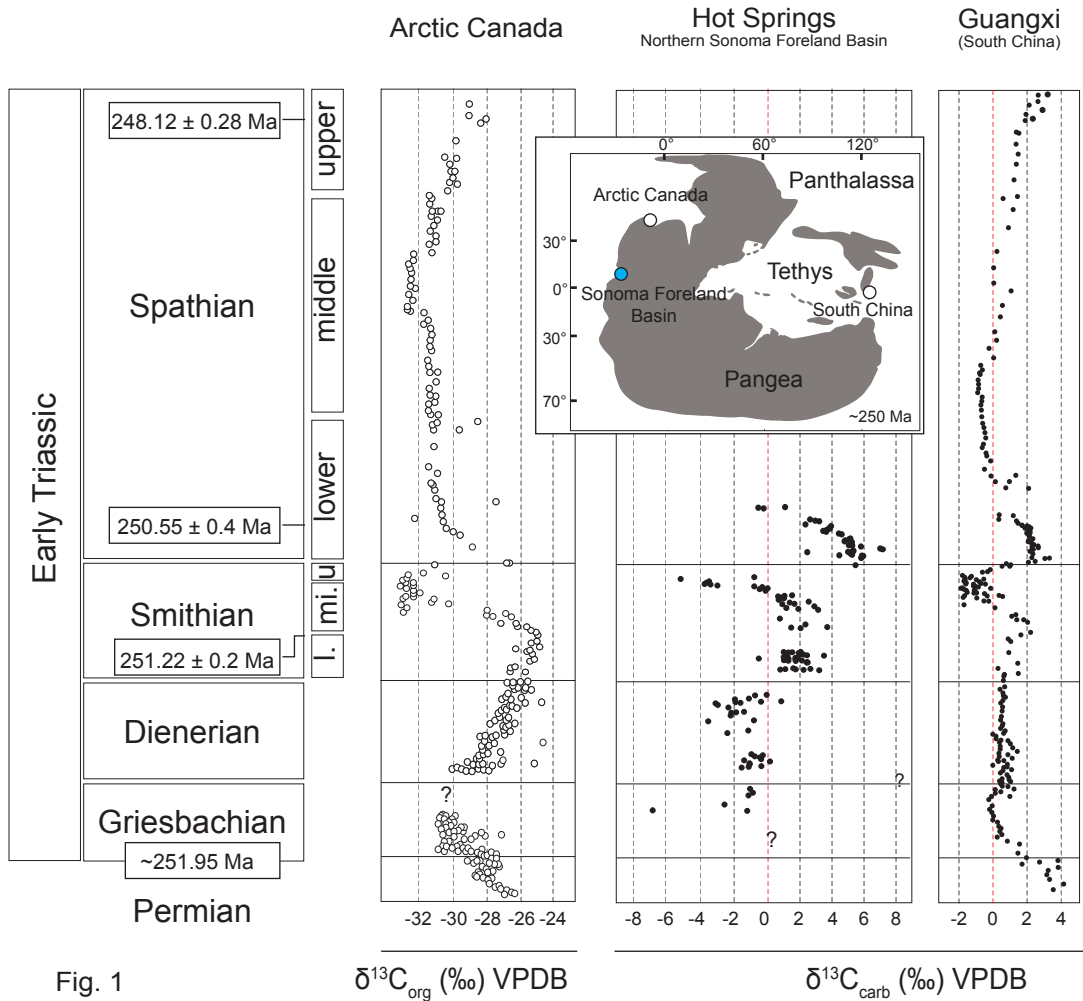 Arctic Canada
Hot Springs
Northern Sonoma Foreland Basin
Guangxi
(South China)
Early Triassic
248.12 ± 0.28 Ma
Spathian
250.55 ± 0.4 Ma
Smithian
251.22 ± 0.2 Ma
Dienerian
Griesbachian
~251.95 Ma
Permian
upper
middle
lower
u
mi.
l.
?
0° 60° 120°
Panthalassa
Arctic Canada
30°
Tethys
0°
Sonoma Foreland
Basin
South China
30°
Pangea
70°
~250 Ma
?
?
-32 -30 -28 -26 -24
-8 -6 -4 -2 0 2 4 6 8
-2 0 2 4
Fig. 1
δ13Corg (‰) VPDB
δ13Ccarb (‰) VPDB